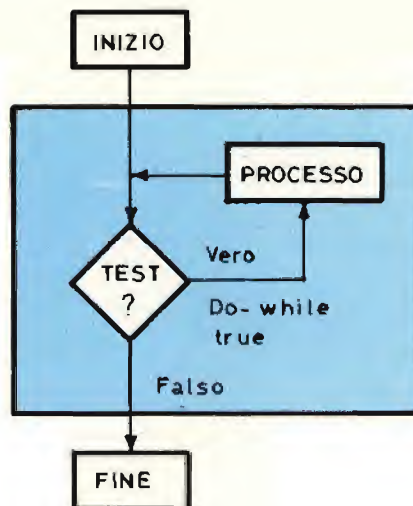 INIZIO
PROCESSO
TEST
?
Vero
Do-while
true
Falso
FINE